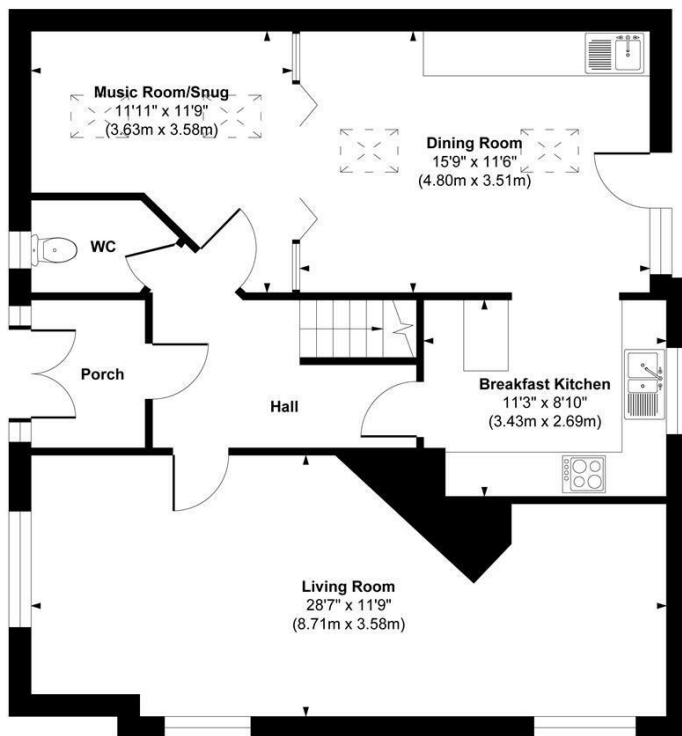 Music Room/Snug
11'11" x 11'9"
(3.63m x 3.58m)
Dining Room
15'9" x 11'6"
(4.80m x 3.51m)
WC
Porch
Hall
Breakfast Kitchen
11'3" x 8'10"
(3.43m x 2.69m)
Living Room
28'7" x 11'9"
(8.71m x 3.58m)